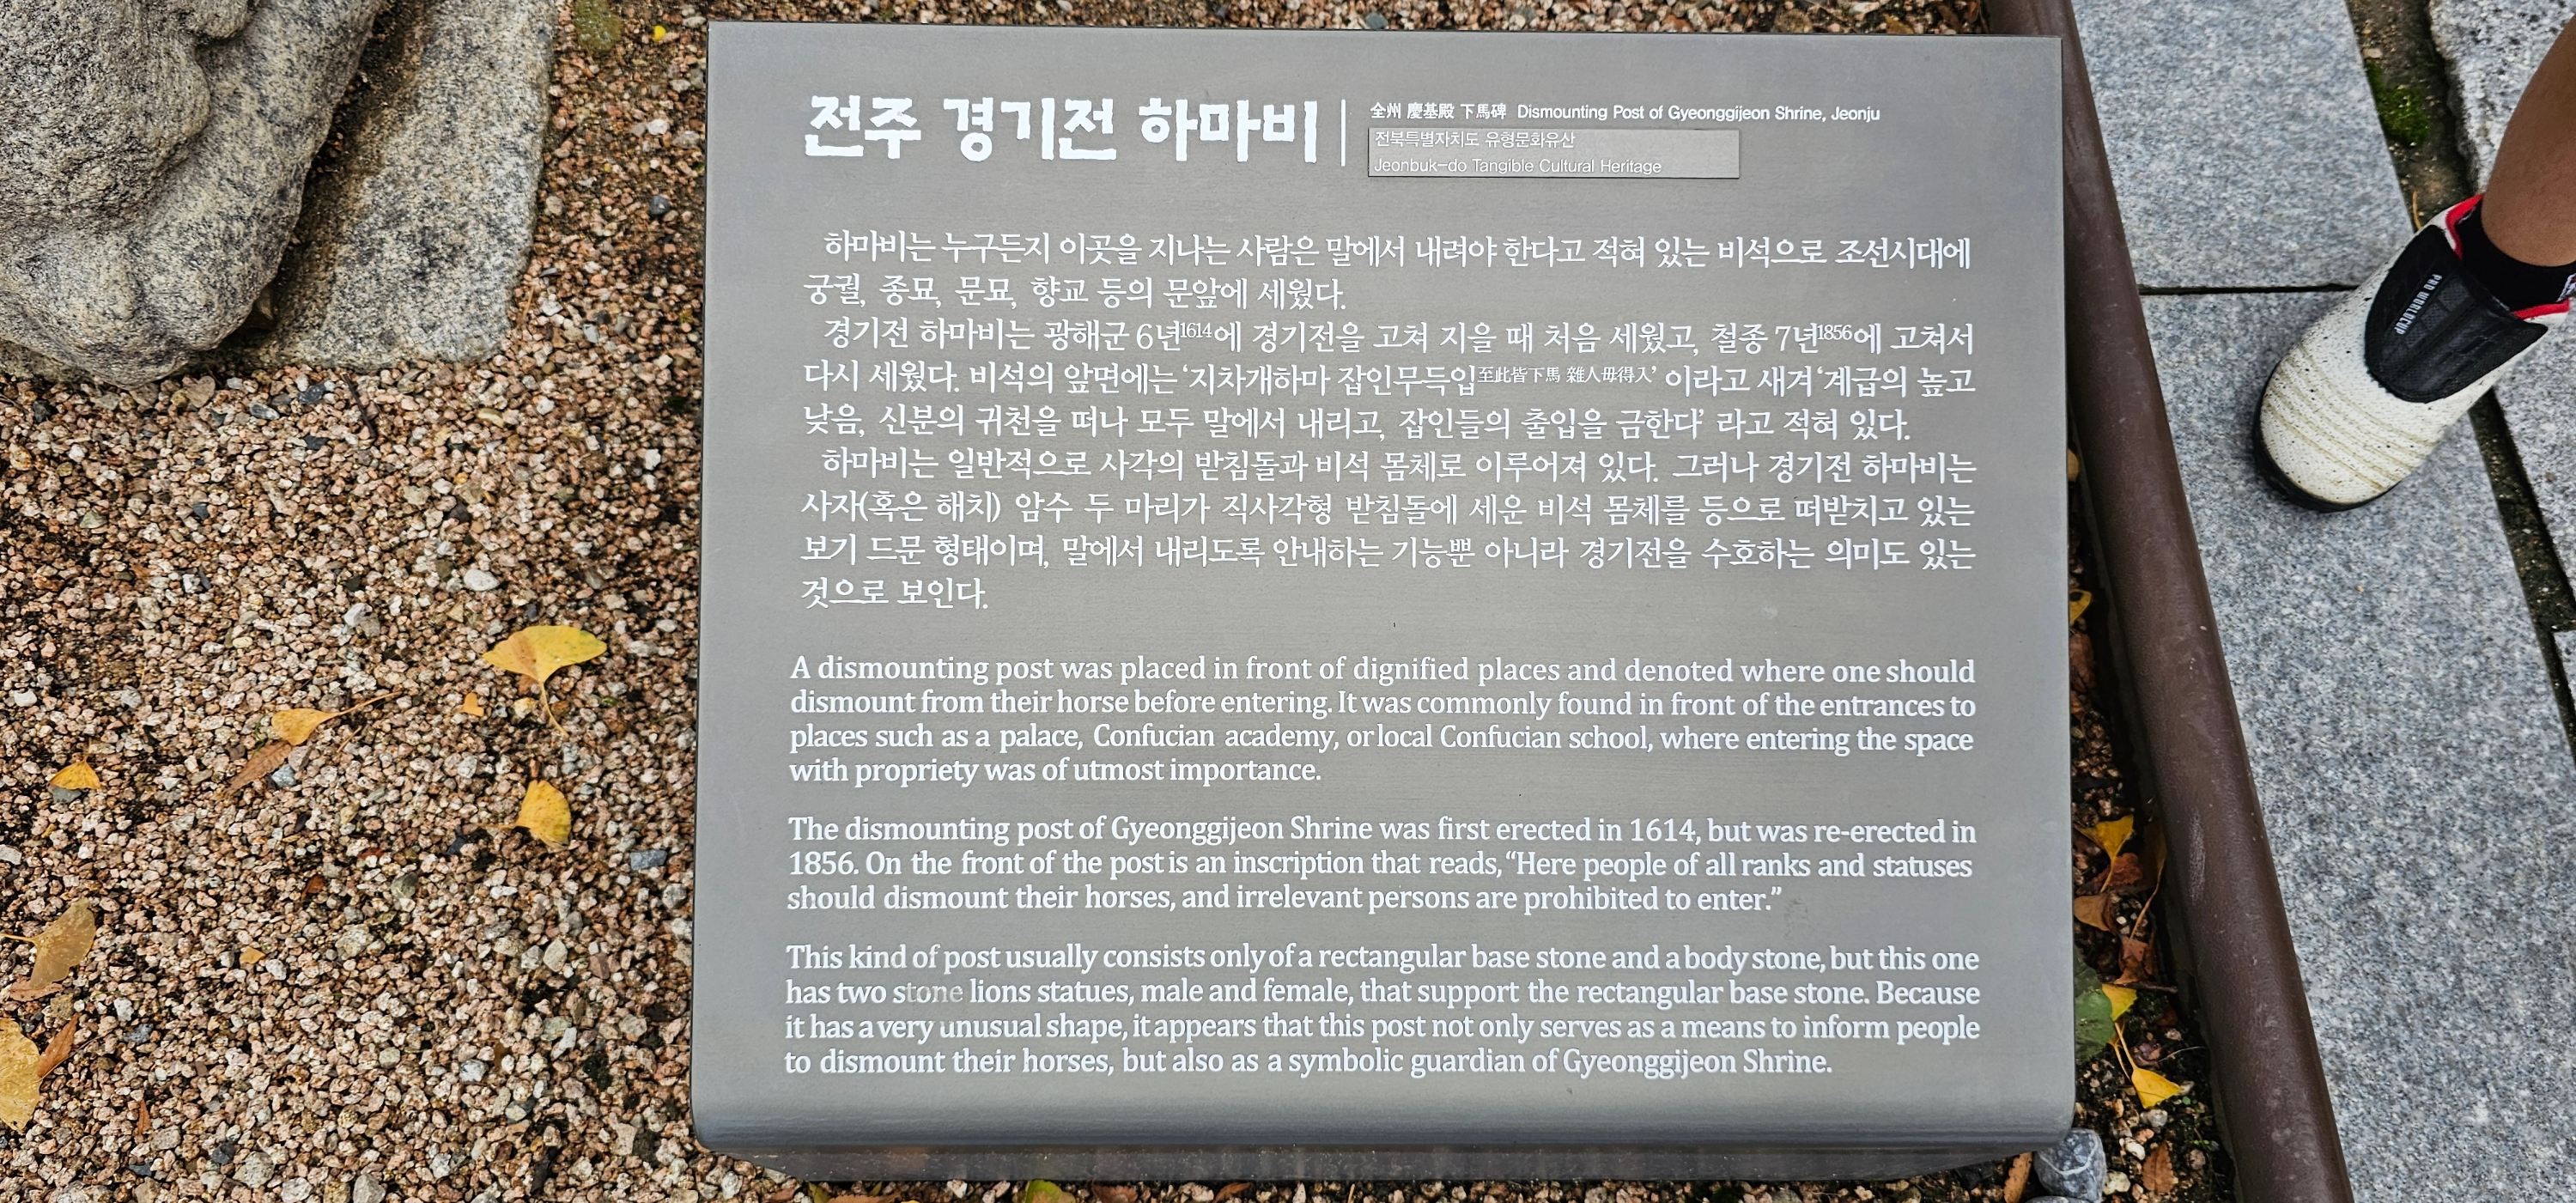 전주 경기전 하마비
全州 慶基殿 下馬碑 Dismounting Post of Gyeonggijeon Shrine, Jeonju
전북특별자치도 유형문화유산
Jeonbuk-do Tangible Cultural Heritage
하마비는 누구든지 이곳을 지나는 사람은 말에서 내려야 한다고 적혀 있는 비석으로 조선시대에
궁궐, 종묘, 문묘, 향교 등의 문앞에 세웠다.
경기전 하마비는 광해군 6년1614에 경기전을 고쳐 지을 때 처음 세웠고, 철종 7년1856에 고쳐서
다시 세웠다. 비석의 앞면에는 ‘지차개하마 잡인무득입至此皆下馬 雜人毋得入’ 이라고 새겨 ‘계급의 높고
낮음, 신분의 귀천을 떠나 모두 말에서 내리고, 잡인들의 출입을 금한다’ 라고 적혀 있다.
하마비는 일반적으로 사각의 받침돌과 비석 몸체로 이루어져 있다. 그러나 경기전 하마비는
사자(혹은 해치) 암수 두 마리가 직사각형 받침돌에 세운 비석 몸체를 등으로 떠받치고 있는
보기 드문 형태이며, 말에서 내리도록 안내하는 기능뿐 아니라 경기전을 수호하는 의미도 있는
것으로 보인다.
A dismounting post was placed in front of dignified places and denoted where one should
dismount from their horse before entering. It was commonly found in front of the entrances to
places such as a palace, Confucian academy, or local Confucian school, where entering the space
with propriety was of utmost importance.
The dismounting post of Gyeonggijeon Shrine was first erected in 1614, but was re-erected in
1856. On the front of the post is an inscription that reads, “Here people of all ranks and statuses
should dismount their horses, and irrelevant persons are prohibited to enter.”
This kind of post usually consists only of a rectangular base stone and a body stone, but this one
has two stone lions statues, male and female, that support the rectangular base stone. Because
it has a very unusual shape, it appears that this post not only serves as a means to inform people
to dismount their horses, but also as a symbolic guardian of Gyeonggijeon Shrine.
PRO WORLDCUP